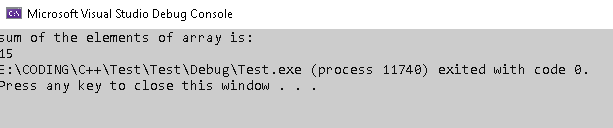 Microsoft Visual Studio Debug Console
sum of the elements of array is:
15
E:\CODING\C++\Test\Test\Debug\Test.exe (process 11740) exited with code 0.
Press any key to close this window . . .